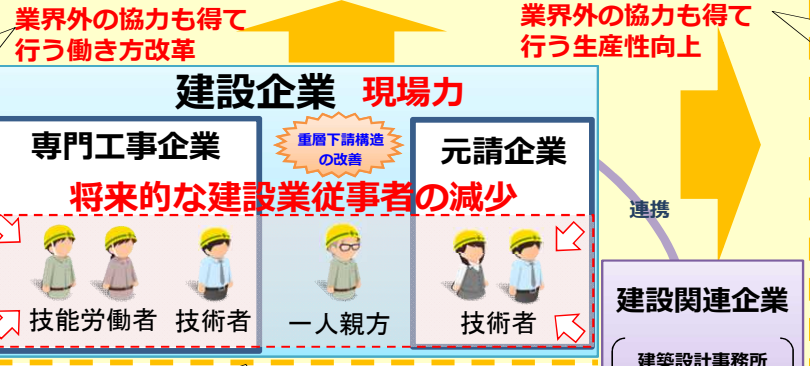 業界外の協力も得て
行う働き方改革
業界外の協力も得て
行う生産性向上
建設企業 現場力
専門工事企業
重層下請構造
の改善
元請企業
将来的な建設業従事者の減少
連携
技能労働者 技術者 一人親方 技術者
建設関連企業
建築設計事務所